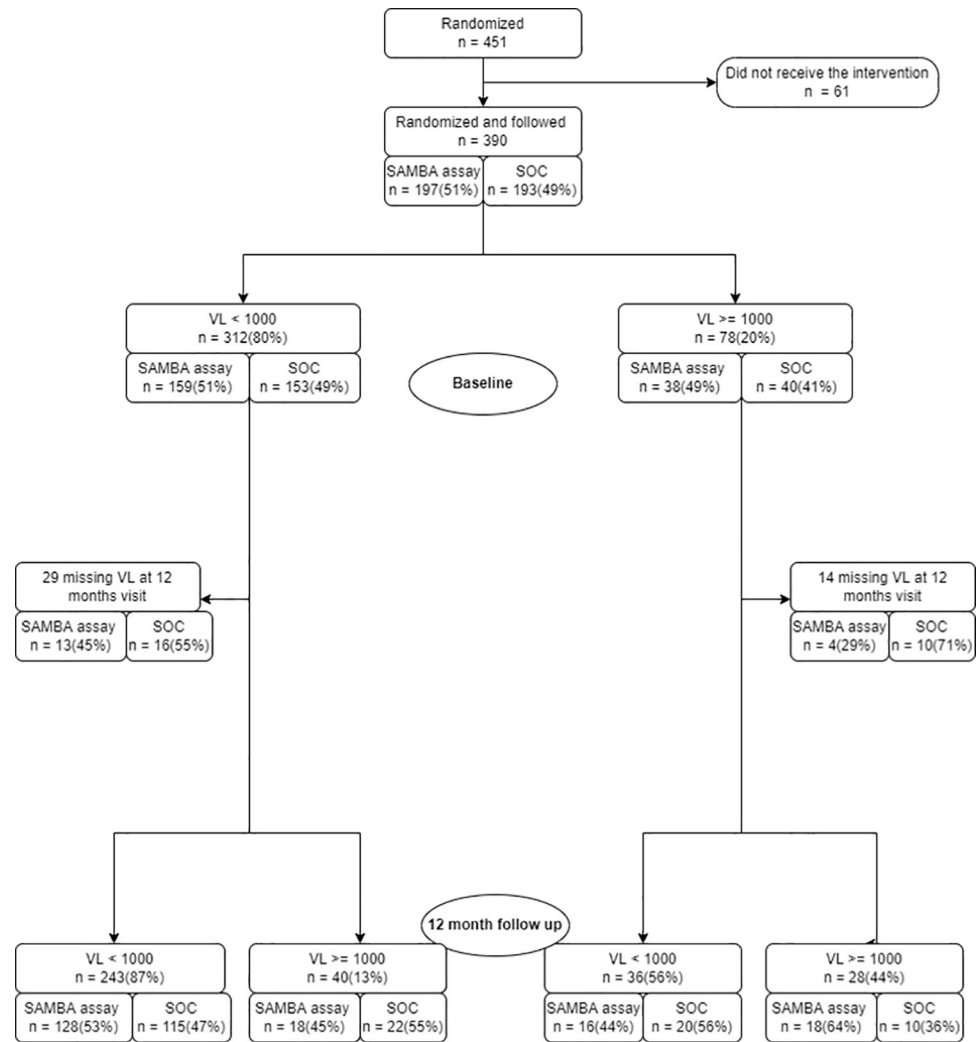 Randomized
n = 451
Did not receive the intervention
n = 61
Randomized and followed
n = 390
SAMBA assay
n = 197(51%)
SOC
n = 193(49%)
VL < 1000
n = 312(80%)
SAMBA assay
n = 159(51%)
SOC
n = 153(49%)
Baseline
VL >= 1000
n = 78(20%)
SAMBA assay
n = 38(49%)
SOC
n = 40(41%)
29 missing VL at 12
months visit
SAMBA assay
n = 13(45%)
SOC
n = 16(55%)
14 missing VL at 12
months visit
SAMBA assay
n = 4(29%)
SOC
n = 10(71%)
12 month follow up
VL < 1000
n = 243(87%)
SAMBA assay
n = 128(53%)
SOC
n = 115(47%)
VL >= 1000
n = 40(13%)
SAMBA assay
n = 18(45%)
SOC
n = 22(55%)
VL < 1000
n = 36(56%)
SAMBA assay
n = 16(44%)
SOC
n = 20(56%)
VL >= 1000
n = 28(44%)
SAMBA assay
n = 18(64%)
SOC
n = 10(36%)